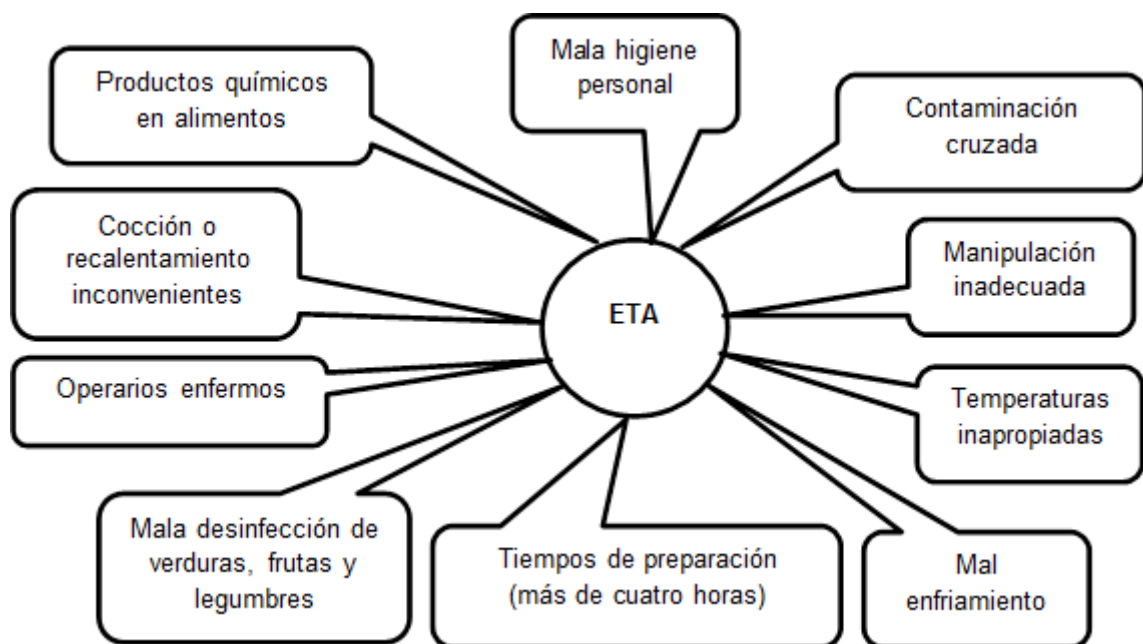 Mala higiene
personal
Productos químicos
en alimentos
Contaminación
cruzada
Cocción o
recalentamiento
inconvenientes
Manipulación
inadecuada
ETA
Operarios enfermos
Temperaturas
inapropiadas
Mala desinfección de
verduras, frutas y
legumbres
Tiempos de preparación
(más de cuatro horas)
Mal
enfriamiento